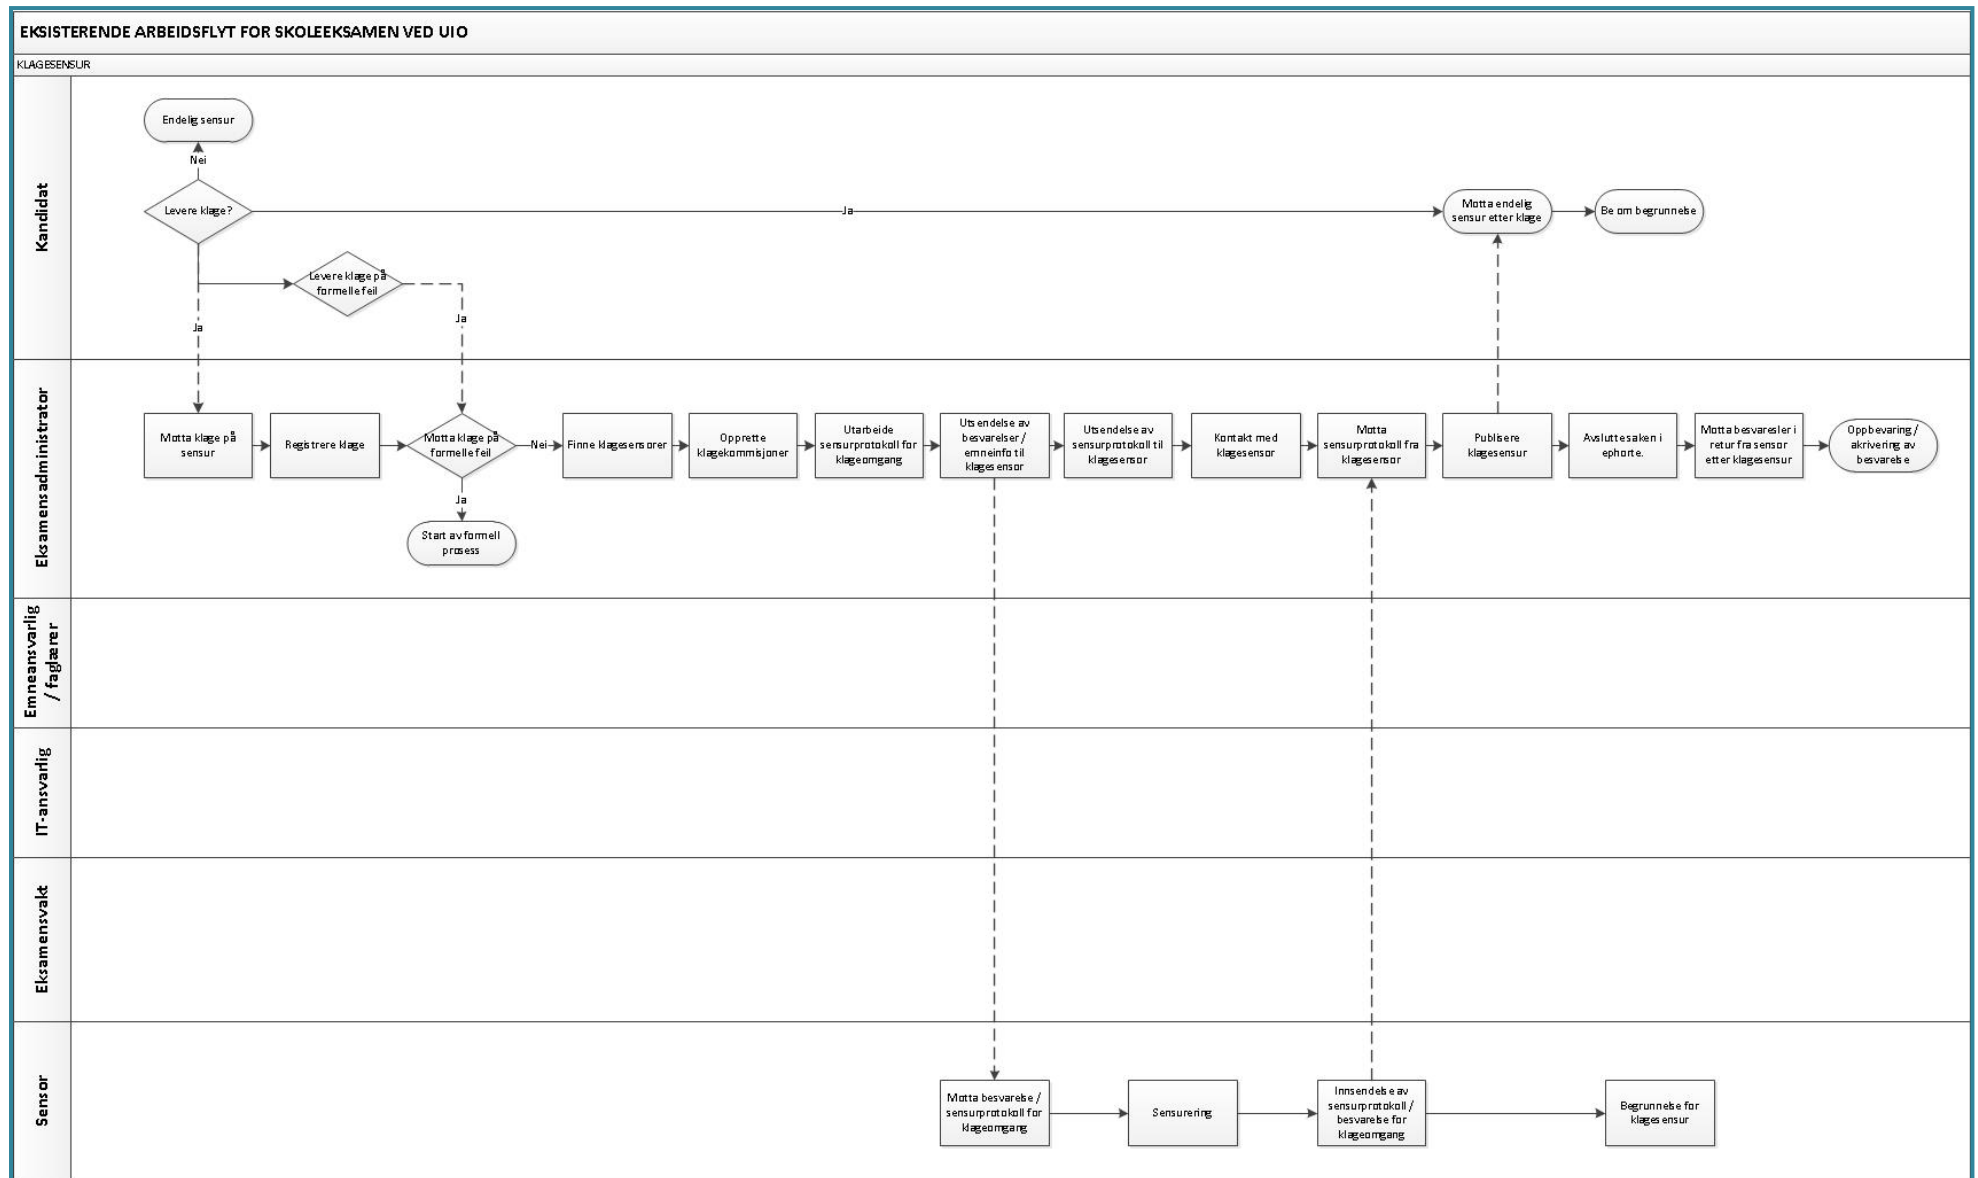 EKSISTERENDE ARBEIDSFLYT FOR SKOLEEKSAMEN VED UIO
KLAGESENSUR
Kandidat
Endelig sensur
Nei
Levere klage?
Ja
Motta endelig
sensur etter klage
Be om begrunnelse
Levere klage på
formelle feil
Ja
Ja
Eksamensadministrator
Motta klage på
sensur
Registrere klage
Motta klage på
formelle feil
Nei
Finne klagesensorer
Opprette
klagekommisjoner
Utarbeide
sensurprotokoll for
klageomgang
Utsendelse av
besvarelser /
emneinfo til
klagesensor
Utsendelse av
sensurprotokoll til
klagesensor
Kontakt med
klagesensor
Motta
sensurprotokoll fra
klagesensor
Publisere
klagesensur
Avslutte saken i
ephorte.
Motta besvaresler i
retur fra sensor
etter klagesensur
Oppbevaring /
akrivering av
besvarelse
Ja
Start av formell
prosess
Emneansvarlig
/ faglærer
IT-ansvarlig
Eksamensvakt
Sensor
Motta besvarelse /
sensurprotokoll for
klageomgang
Sensurering
Innsendelse av
sensurprotokoll /
besvarelse for
klageomgang
Begrunnelse for
klagesensur